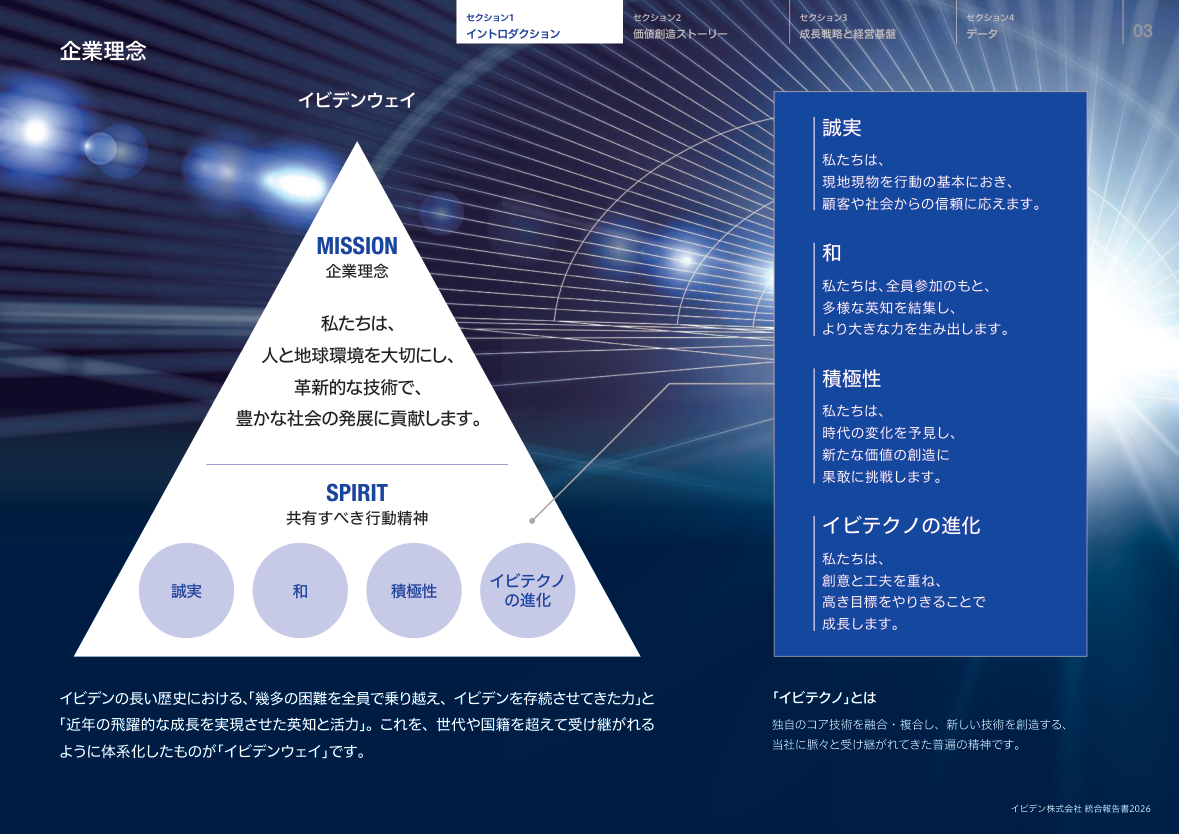 企業理念
セクション1
イントロダクション
セクション2
価値創造ストーリー
セクション3
成長戦略と経営基盤
セクション4
データ
03
イビデンウェイ
MISSION
企業理念
私たちは、
人と地球環境を大切にし、
革新的な技術で、
豊かな社会の発展に貢献します。
SPIRIT
共有すべき行動精神
誠実
和
積極性
イビテクノ
の進化
誠実
私たちは、
現地現物を行動の基本におき、
顧客や社会からの信頼に応えます。
和
私たちは、全員参加のもと、
多様な英知を結集し、
より大きな力を生み出します。
積極性
私たちは、
時代の変化を予見し、
新たな価値の創造に
果敢に挑戦します。
イビテクノの進化
私たちは、
創意と工夫を重ね、
高き目標をやりきることで
成長します。
イビデンの長い歴史における、「幾多の困難を全員で乗り越え、イビデンを存続させてきた力」と
「近年の飛躍的な成長を実現させた英知と活力」。これを、世代や国籍を超えて受け継がれる
ように体系化したものが「イビデンウェイ」です。
「イビテクノ」とは
独自のコア技術を融合・複合し、新しい技術を創造する、
当社に脈々と受け継がれてきた普遍の精神です。
イビデン株式会社 統合報告書2026